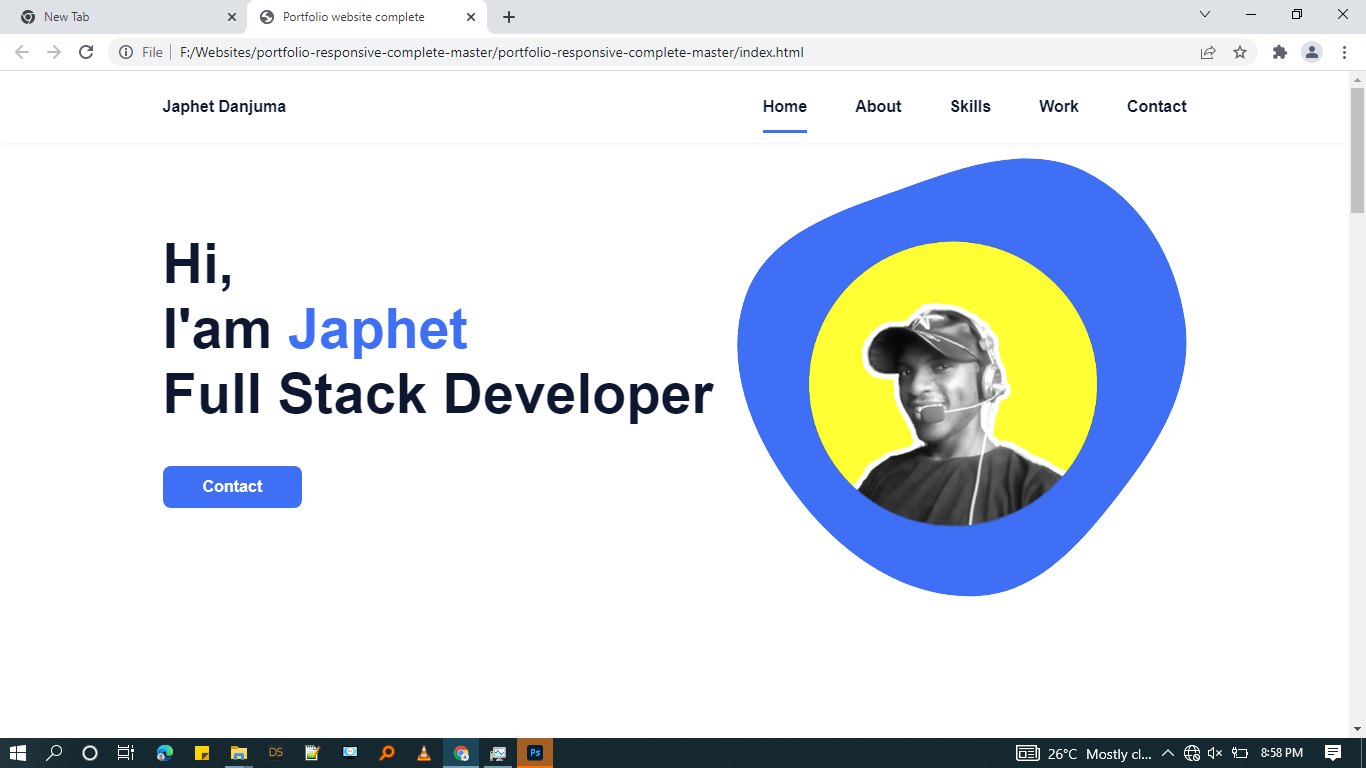 New Tab
Portfolio website complete
File
F:/Websites/portfolio-responsive-complete-master/portfolio-responsive-complete-master/index.html
Japhet Danjuma
Home
About
Skills
Work
Contact
Hi,
I'am Japhet
Full Stack Developer
Contact
DS
Ps
26°C Mostly cl...
8:58 PM